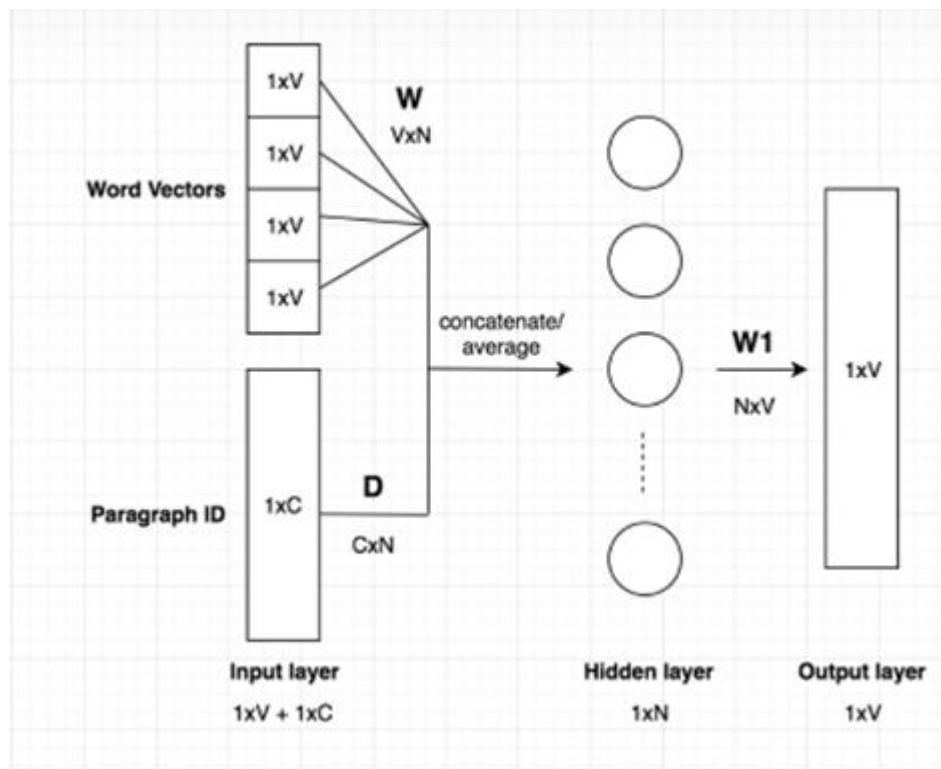 1xV
W
VxN
1xV
Word Vectors
1xV
1xV
concatenate/
average
W1
1xV
NxV
Paragraph ID
1xC
D
CxN
Input layer
Hidden layer
Output layer
1xV + 1xC
1xN
1xV